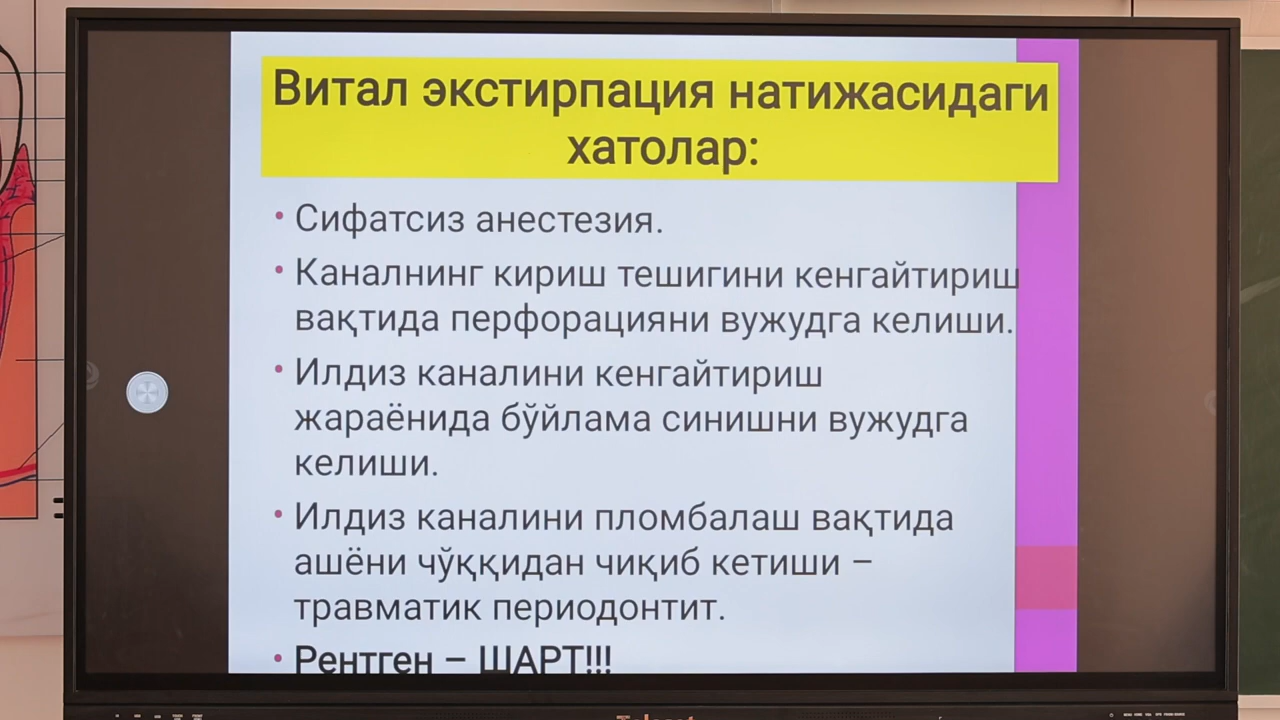 Витал экстирпация натижасидаги
хатолар:
• Сифатсиз анестезия.
• Каналнинг кириш тешигини кенгайтириш
вақтида перфорацияни вужудга келиши.
• Илдиз каналини кенгайтириш
жараёнида бўйлама синишни вужудга
келиши.
• Илдиз каналини пломбалаш вақтида
ашёни чўққидан чиқиб кетиши –
травматик периодонтит.
• Рентген – ШАРТ!!!